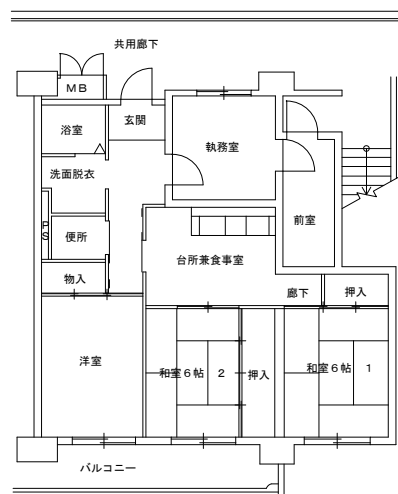 共用廊下
ＭＢ
浴室
玄関
執務室
洗面脱衣
前室
ＰＳ
便所
台所兼食事室
物入
廊下
押入
洋室
和室６帖　２
押入
和室６帖　１
バルコニー